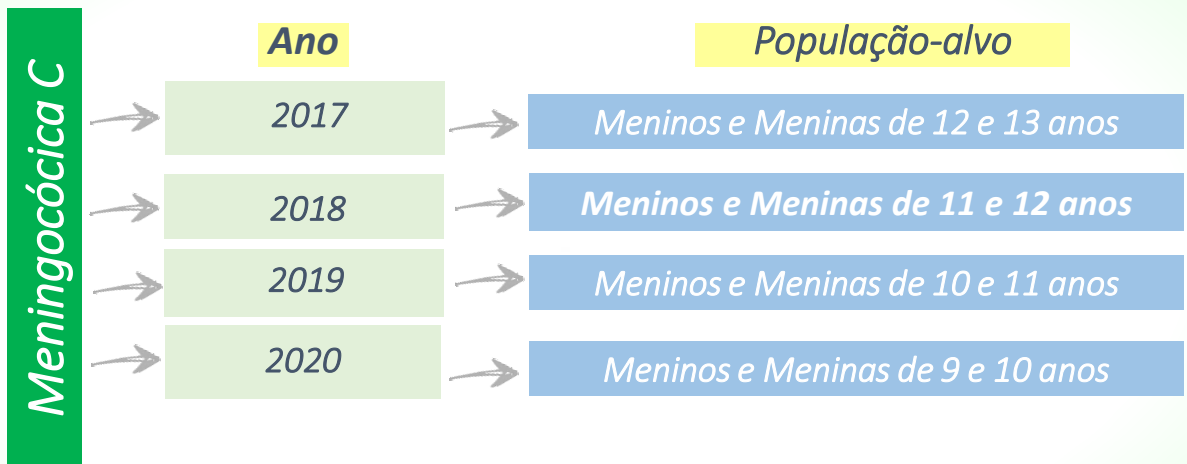 Meningocócica C
Ano
População-alvo
2017
Meninos e Meninas de 12 e 13 anos
2018
Meninos e Meninas de 11 e 12 anos
2019
Meninos e Meninas de 10 e 11 anos
2020
Meninos e Meninas de 9 e 10 anos